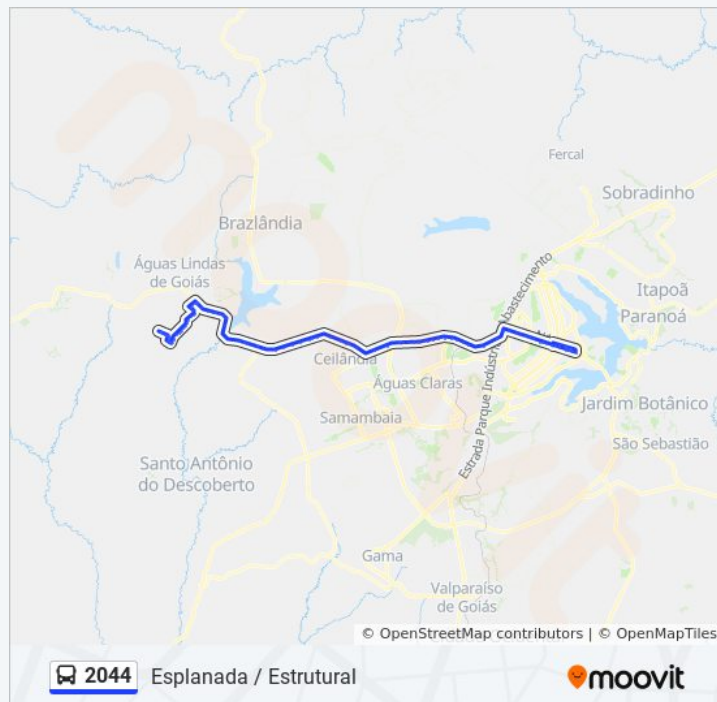 Fercal
Sobradinho
Brazlândia
Abastecimento
Águas Lindas
de Goiás
Itapoã
Paranoá
Ceilândia
Águas Claras
Estrada Parque Indústria
Jardim Botânico
Samambaia
São Sebastião
Santo Antônio
do Descoberto
Gama
Valparaíso
de Goiás
© OpenStreetMap contributors | © OpenMapTiles
2044 Esplanada / Estrutural
moovit